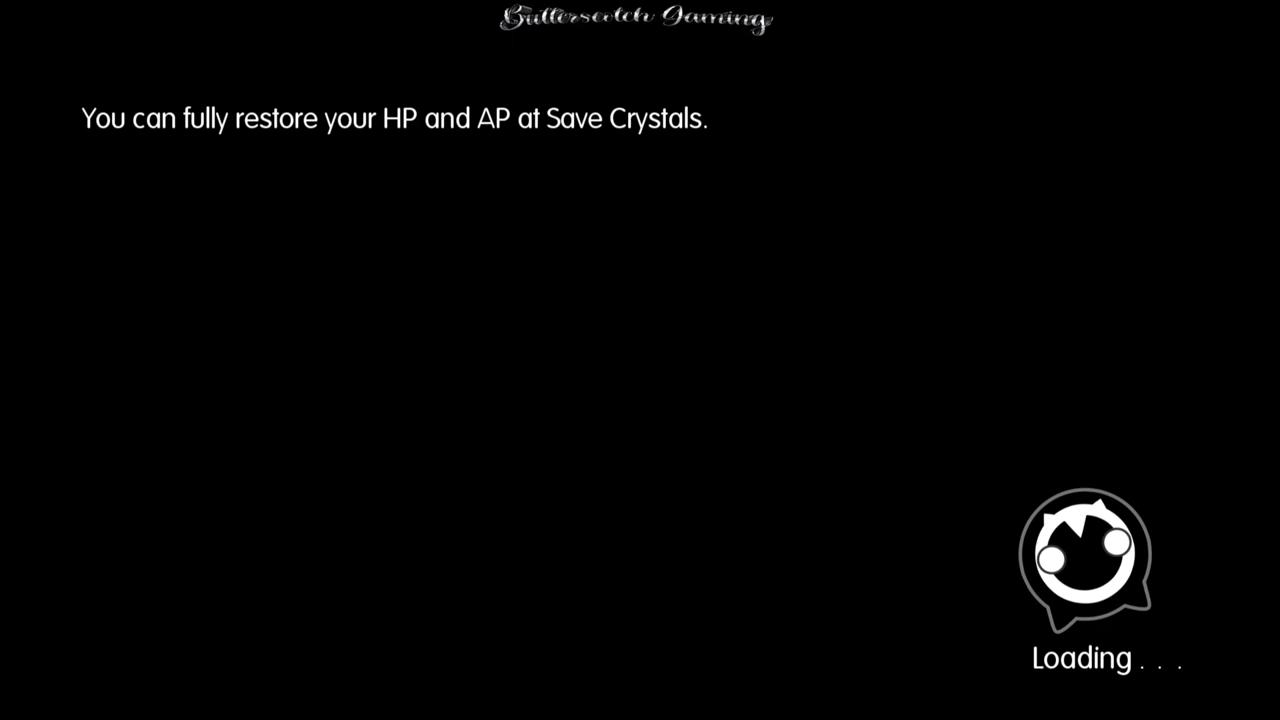 Butterscotch Gaming
You can fully restore your HP and AP at Save Crystals.
Loading . . .